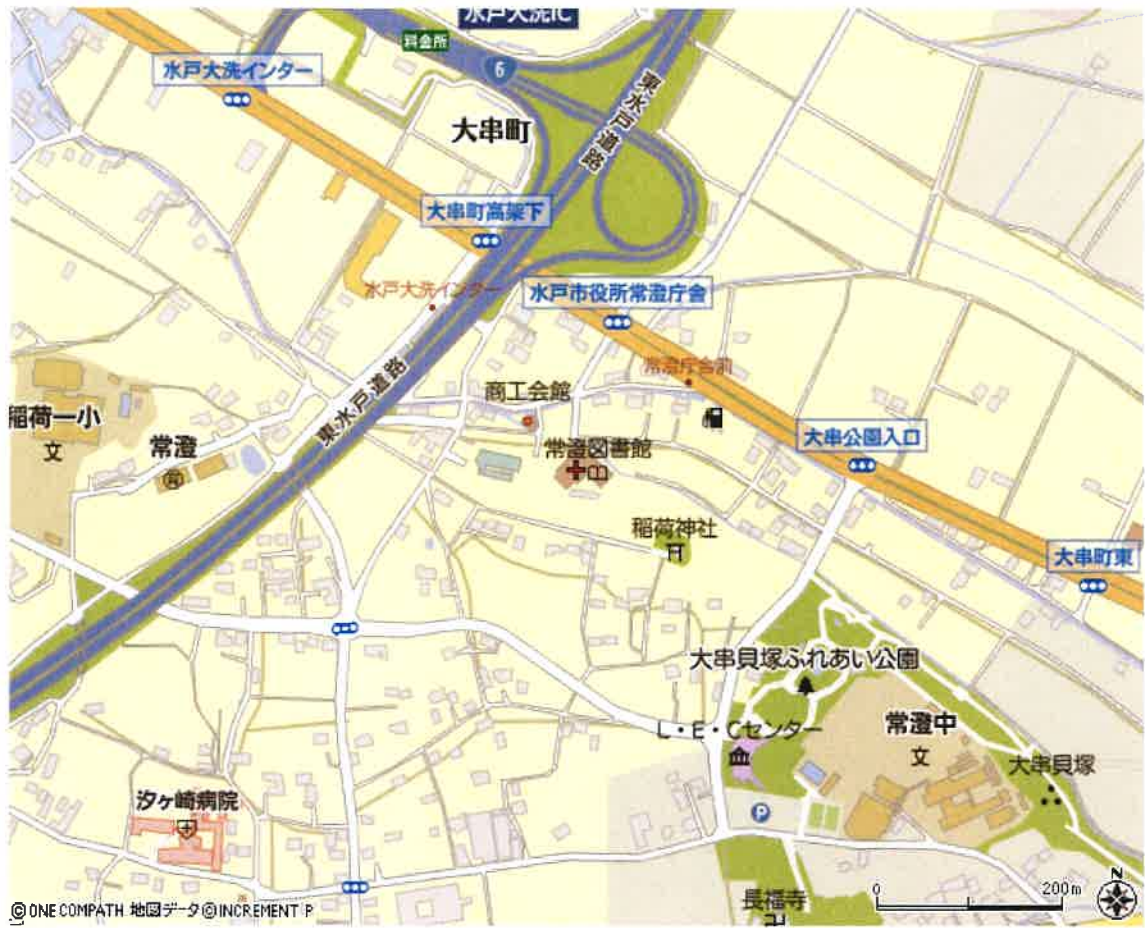 水戸大洗IC
料金所
6
水戸大洗インター
東水戸道路
大串町
大串町高架下
水戸大洗インター
水戸市役所常澄庁舎
常澄庁舎前
商工会館
東水戸道路
稲荷一小
文
常澄
常澄図書館
大串公園入口
稲荷神社
大串町東
大串貝塚ふれあい公園
L・E・Cセンター
常澄中
文
大串貝塚
汐ヶ崎病院
P
長福寺
0 200m
N
©ONE COMPATH 地図データ©INCREMENT P